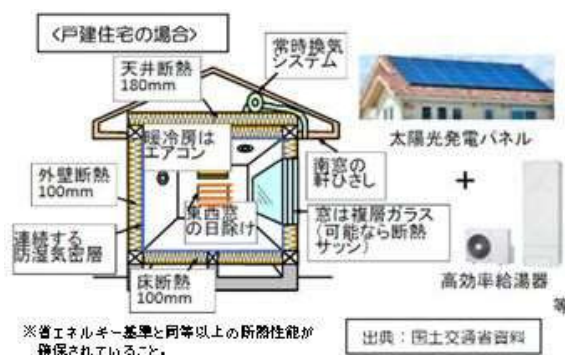 〈戸建住宅の場合〉
天井断熱
180mm
常時換気
システム
暖冷房は
エアコン
外壁断熱
100mm
連続する
防湿気密層
床断熱
100mm
東西窓
の日除け
南窓の
軒ひさし
窓は複層ガラス
(可能なら断熱
サッシ)
太陽光発電パネル
+
高効率給湯器
等
※省エネルギー基準と同等以上の断熱性能が
確保されていること。
出典:国土交通省資料